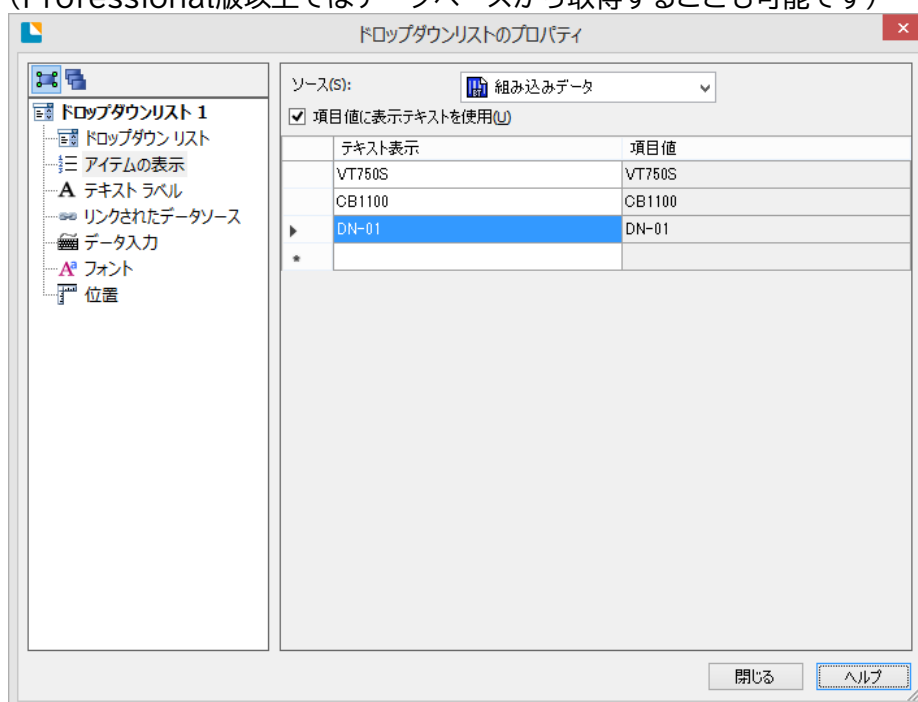 (Professional版以上ではデータベースから取得することも可能です)
ドロップダウンリストのプロパティ
ドロップダウンリスト 1
ドロップダウン リスト
アイテムの表示
テキスト ラベル
リンクされたデータソース
データ入力
フォント
位置
ソース(S):
組み込みデータ
項目値に表示テキストを使用(U)
テキスト表示 項目値
VT750S VT750S
CB1100 CB1100
DN-01 DN-01
閉じる ヘルプ